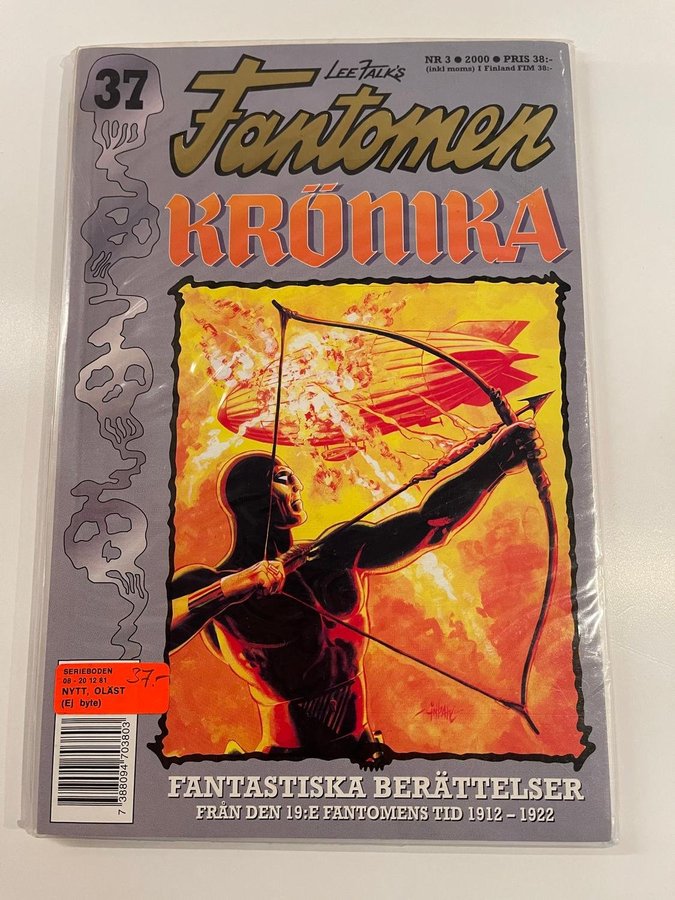 37
LEE FALK'S
NR 3 ● 2000 ● PRIS 38:-
(inkl moms) I Finland FIM 38:-
Fantomen
KRÖNIKA
SERIEBODEN
08 - 20 12 81
37.-
NYTT, OLÄST
(Ej byte)
7 388094 703803
FANTASTISKA BERÄTTELSER
FRÅN DEN 19:E FANTOMENS TID 1912 – 1922